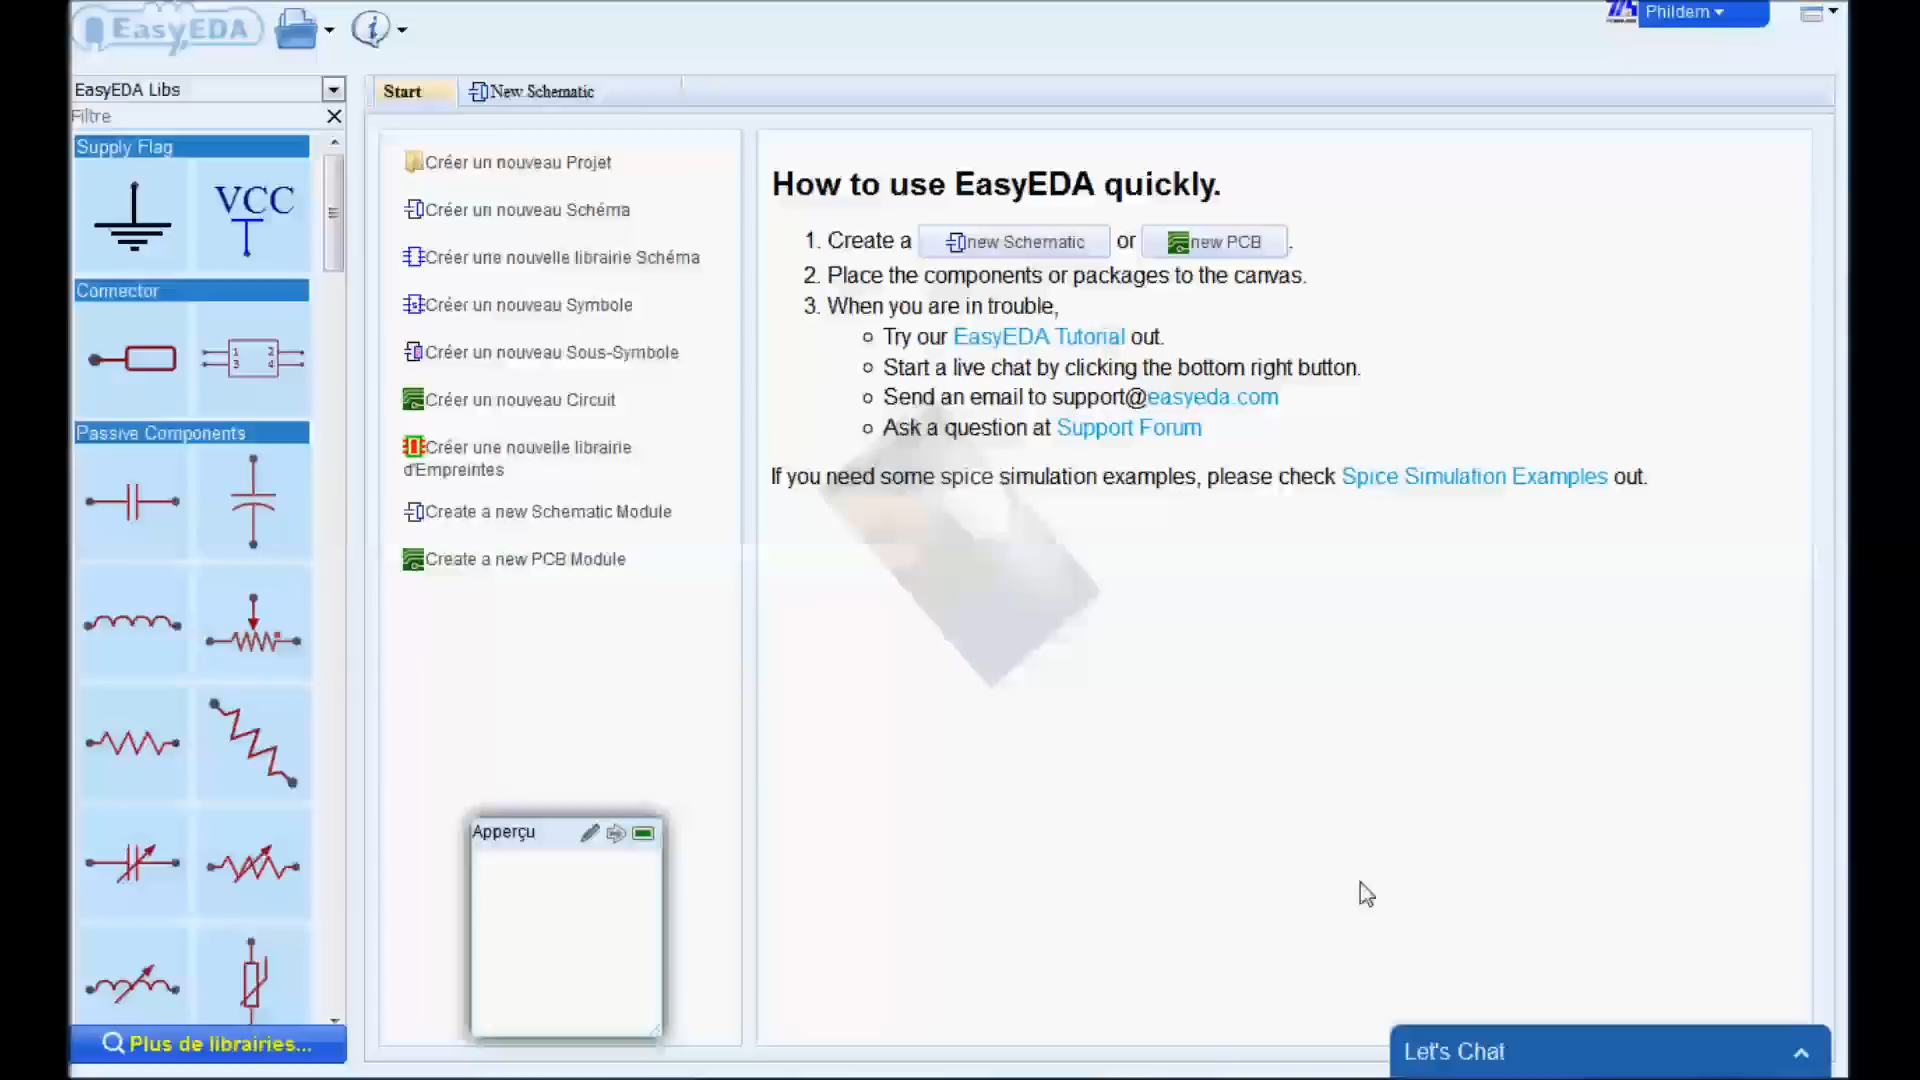 EasyEDA
Phildem
EasyEDA Libs
Filtre
Supply Flag
VCC
Connector
1 2
3 4
Passive Components
Plus de librairies...
Start
New Schematic
Créer un nouveau Projet
Créer un nouveau Schéma
Créer une nouvelle librairie Schéma
Créer un nouveau Symbole
Créer un nouveau Sous-Symbole
Créer un nouveau Circuit
Créer une nouvelle librairie
d'Empreintes
Create a new Schematic Module
Create a new PCB Module
Apperçu
How to use EasyEDA quickly.
1. Create a new Schematic or new PCB.
2. Place the components or packages to the canvas.
3. When you are in trouble,
Try our EasyEDA Tutorial out.
Start a live chat by clicking the bottom right button.
Send an email to support@easyeda.com
Ask a question at Support Forum
If you need some spice simulation examples, please check Spice Simulation Examples out.
Let's Chat